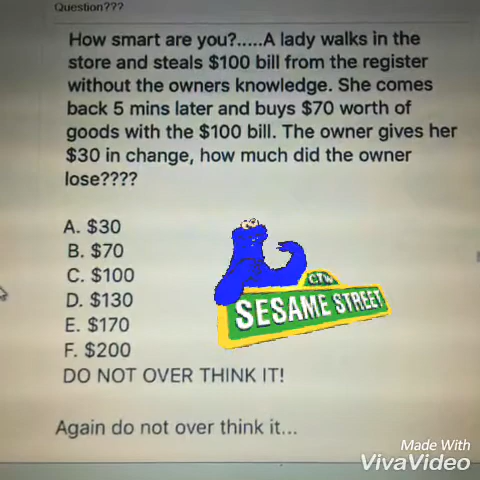 Question???
How smart are you?.....A lady walks in the
store and steals $100 bill from the register
without the owners knowledge. She comes
back 5 mins later and buys $70 worth of
goods with the $100 bill. The owner gives her
$30 in change, how much did the owner
lose????
A. $30
B. $70
C. $100
D. $130
E. $170
F. $200
DO NOT OVER THINK IT!
Again do not over think it...
CTW
SESAME STREET
Made With
VivaVideo